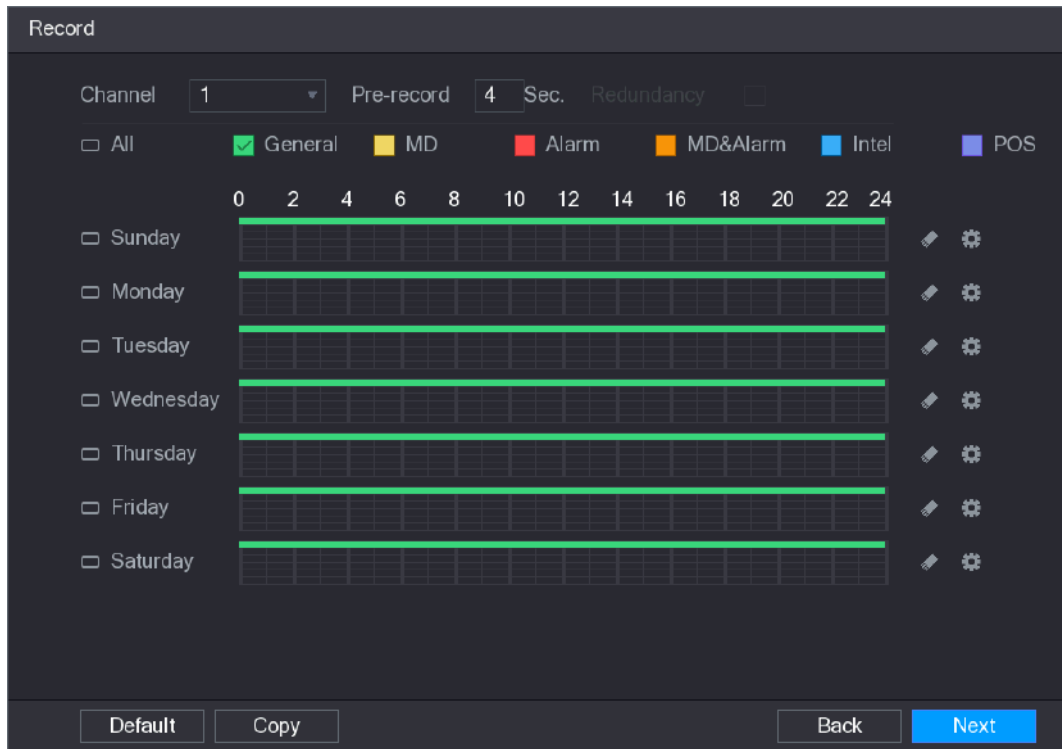 Record
Channel 1 Pre-record 4 Sec. Redundancy
All General MD Alarm MD&Alarm Intel POS
0 2 4 6 8 10 12 14 16 18 20 22 24
Sunday
Monday
Tuesday
Wednesday
Thursday
Friday
Saturday
Default Copy Back Next